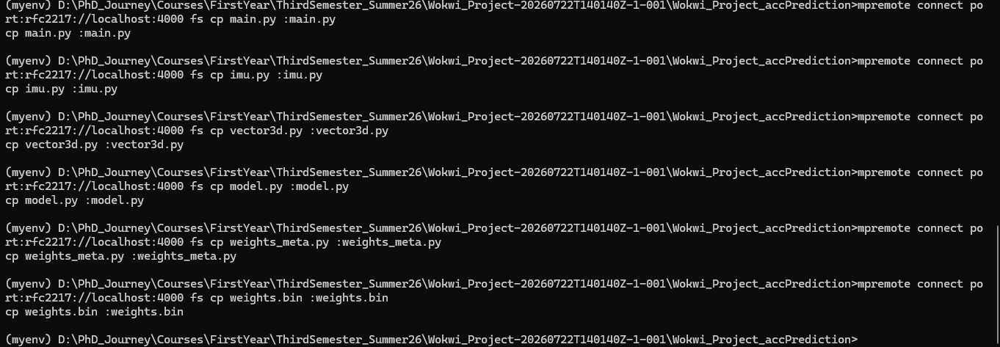 (myenv) D:\PhD_Journey\Courses\FirstYear\ThirdSemester_Summer26\Wokwi_Project-20260722T140140Z-1-001\Wokwi_Project_accPrediction>mpremote connect po
rt:rfc2217://localhost:4000 fs cp main.py :main.py
cp main.py :main.py
(myenv) D:\PhD_Journey\Courses\FirstYear\ThirdSemester_Summer26\Wokwi_Project-20260722T140140Z-1-001\Wokwi_Project_accPrediction>mpremote connect po
rt:rfc2217://localhost:4000 fs cp imu.py :imu.py
cp imu.py :imu.py
(myenv) D:\PhD_Journey\Courses\FirstYear\ThirdSemester_Summer26\Wokwi_Project-20260722T140140Z-1-001\Wokwi_Project_accPrediction>mpremote connect po
rt:rfc2217://localhost:4000 fs cp vector3d.py :vector3d.py
cp vector3d.py :vector3d.py
(myenv) D:\PhD_Journey\Courses\FirstYear\ThirdSemester_Summer26\Wokwi_Project-20260722T140140Z-1-001\Wokwi_Project_accPrediction>mpremote connect po
rt:rfc2217://localhost:4000 fs cp model.py :model.py
cp model.py :model.py
(myenv) D:\PhD_Journey\Courses\FirstYear\ThirdSemester_Summer26\Wokwi_Project-20260722T140140Z-1-001\Wokwi_Project_accPrediction>mpremote connect po
rt:rfc2217://localhost:4000 fs cp weights_meta.py :weights_meta.py
cp weights_meta.py :weights_meta.py
(myenv) D:\PhD_Journey\Courses\FirstYear\ThirdSemester_Summer26\Wokwi_Project-20260722T140140Z-1-001\Wokwi_Project_accPrediction>mpremote connect po
rt:rfc2217://localhost:4000 fs cp weights.bin :weights.bin
cp weights.bin :weights.bin
(myenv) D:\PhD_Journey\Courses\FirstYear\ThirdSemester_Summer26\Wokwi_Project-20260722T140140Z-1-001\Wokwi_Project_accPrediction>